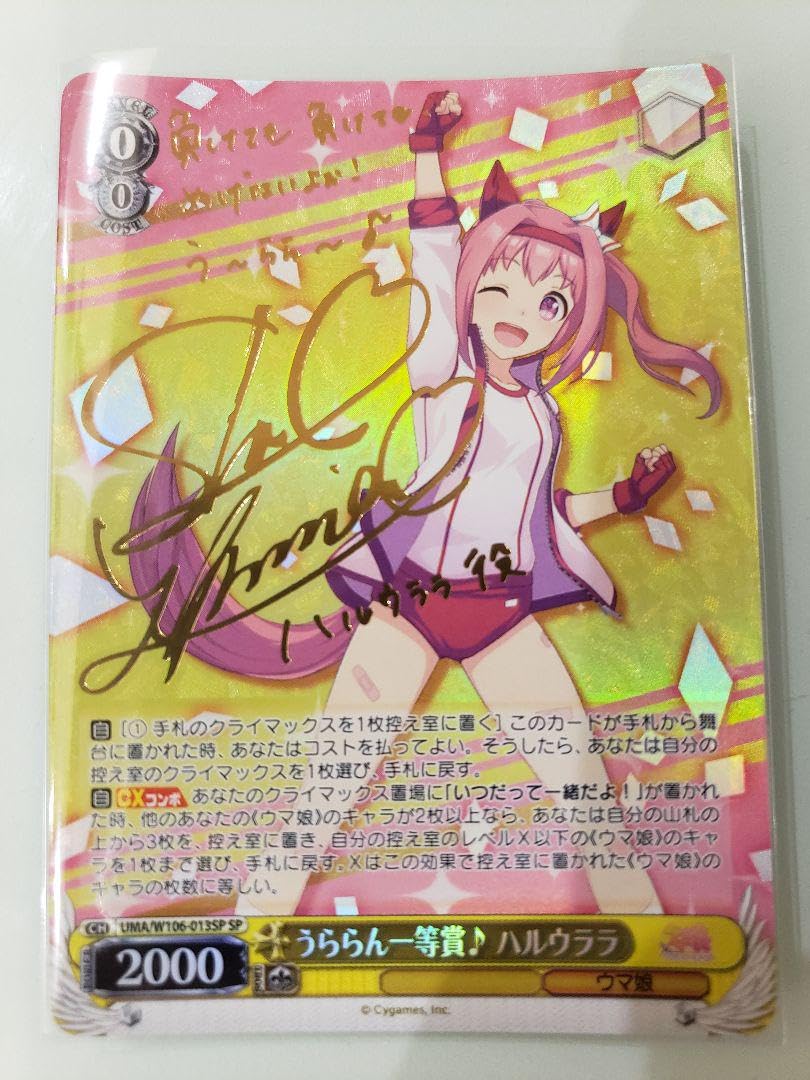 LEVEL
0
0
COST
負けても 負けても
う~らら~♪
ハルウララ役
[① 手札のクライマックスを1枚控え室に置く] このカードが手札から舞
台に置かれた時、あなたはコストを払ってよい。そうしたら、あなたは自分の
控え室のクライマックスを1枚選び、手札に戻す。
CXコンボ あなたのクライマックス置場に「いつだって一緒だよ!」が置かれ
た時、他のあなたの《ウマ娘》のキャラが2枚以上なら、あなたは自分の山札の
上から3枚を、控え室に置き、自分の控え室のレベルX以下の《ウマ娘》のキャ
ラを1枚まで選び、手札に戻す。Xはこの効果で控え室に置かれた《ウマ娘》の
キャラの枚数に等しい。
CH UMA/W106-013SP SP
うららん一等賞♪ ハルウララ
POWER 2000 SOUL
ウマ娘
© Cygames, Inc.